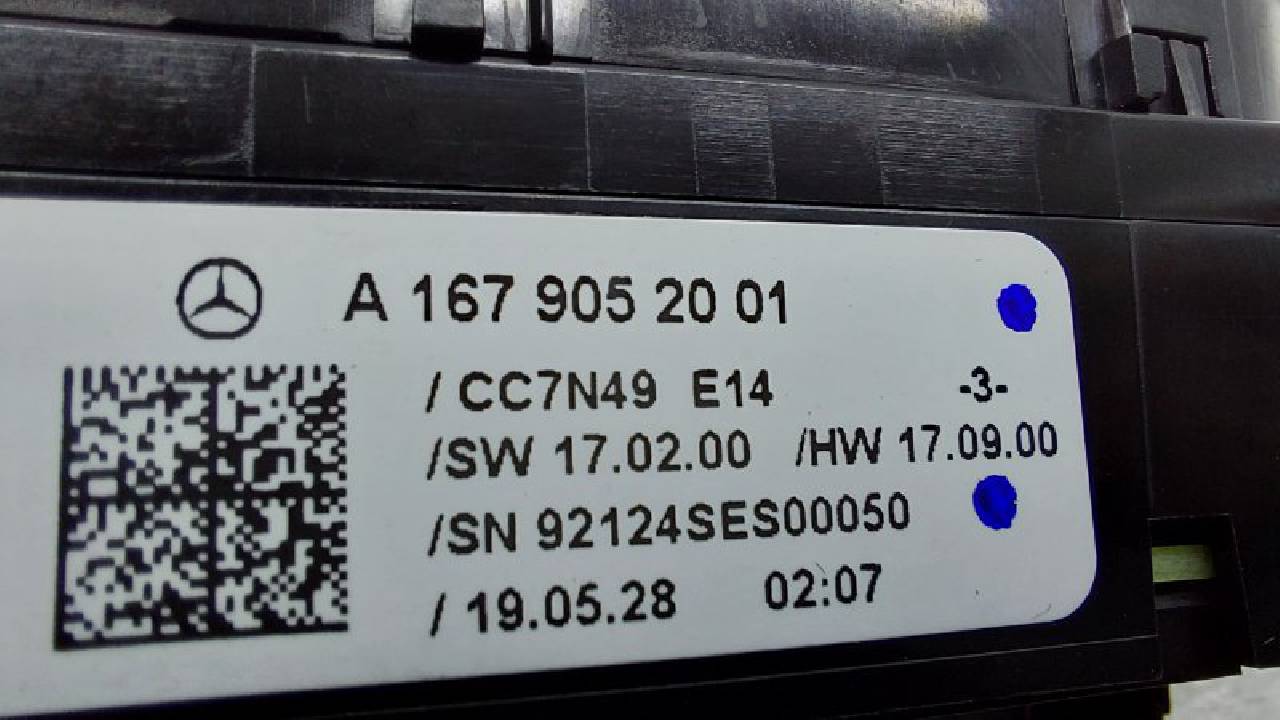 A 167 905 20 01
/ CC7N49 E14 -3-
/SW 17.02.00 /HW 17.09.00
/SN 92124SES00050
/ 19.05.28 02:07